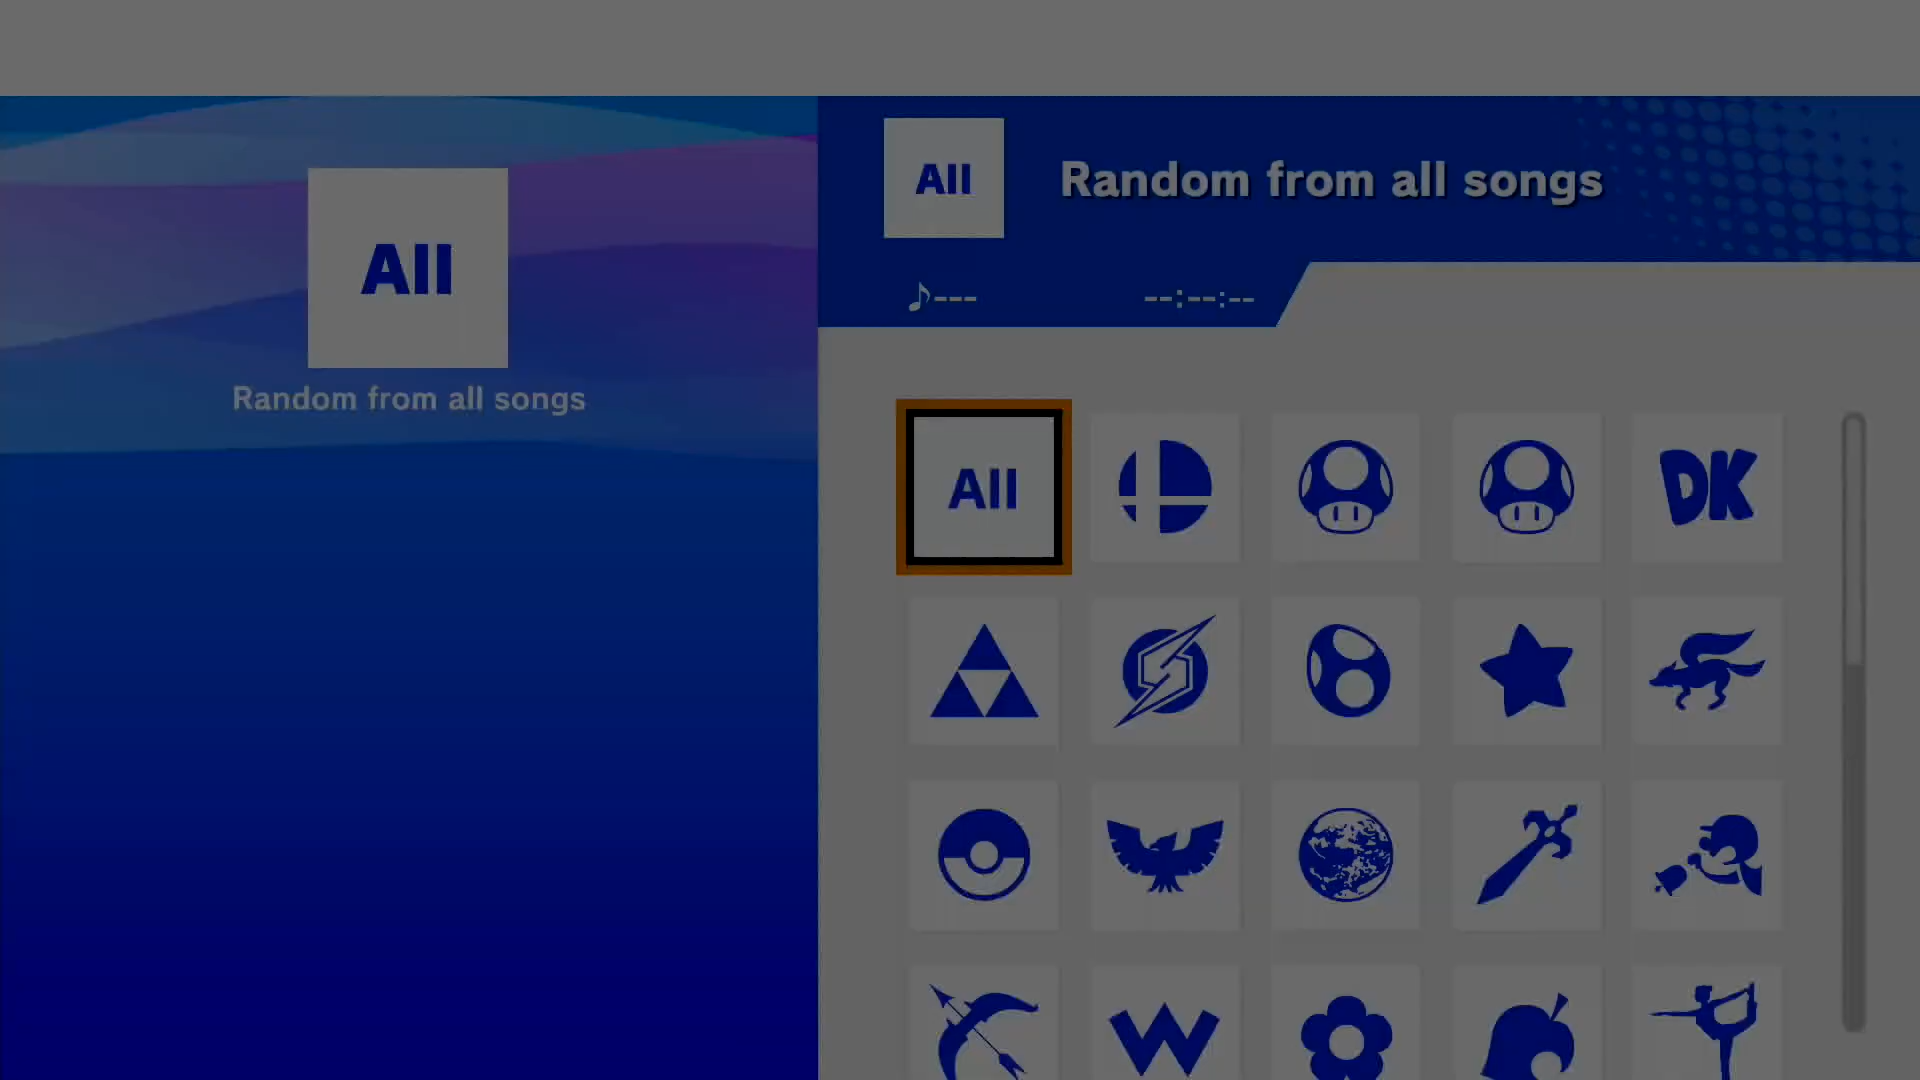 All
Random from all songs
All
Random from all songs
♪--- --:--:--
All
DK